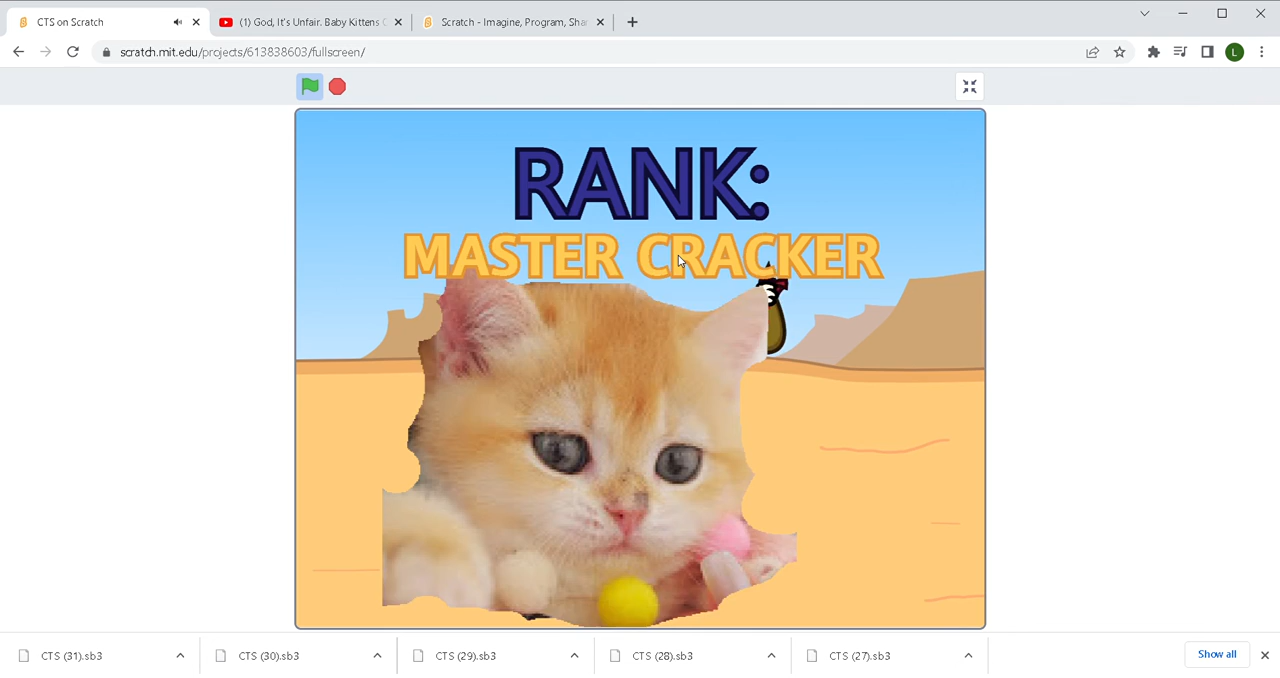 CTS on Scratch
(1) God, It's Unfair. Baby Kittens
Scratch - Imagine, Program, Sha
scratch.mit.edu/projects/613838603/fullscreen/
L
RANK:
MASTER CRACKER
CTS (31).sb3
CTS (30).sb3
CTS (29).sb3
CTS (28).sb3
CTS (27).sb3
Show all